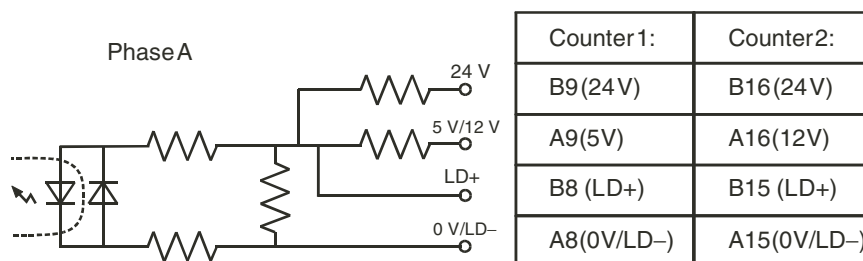 Phase A
24 V
5 V/12 V
LD+
0 V/LD−
Counter1: Counter2:
B9(24V) B16(24V)
A9(5V) A16(12V)
B8 (LD+) B15 (LD+)
A8(0V/LD−) A15(0V/LD−)